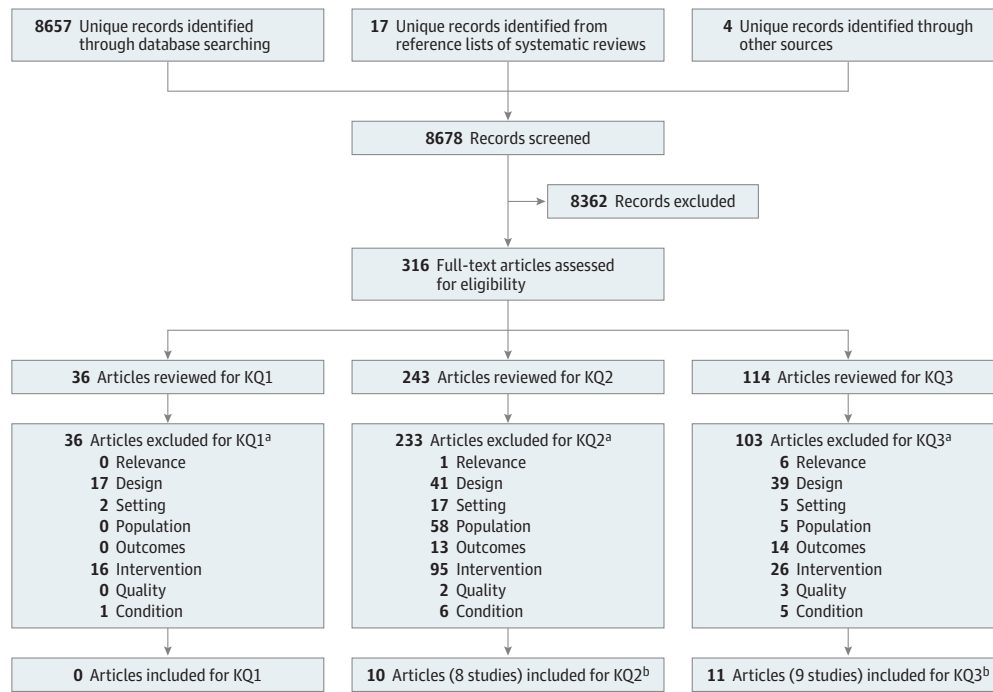 8657 Unique records identified
through database searching
17 Unique records identified from
reference lists of systematic reviews
4 Unique records identified through
other sources
8678 Records screened
8362 Records excluded
316 Full-text articles assessed
for eligibility
36 Articles reviewed for KQ1
243 Articles reviewed for KQ2
114 Articles reviewed for KQ3
36 Articles excluded for KQ1a
0 Relevance
17 Design
2 Setting
0 Population
0 Outcomes
16 Intervention
0 Quality
1 Condition
233 Articles excluded for KQ2a
1 Relevance
41 Design
17 Setting
58 Population
13 Outcomes
95 Intervention
2 Quality
6 Condition
103 Articles excluded for KQ3a
6 Relevance
39 Design
5 Setting
5 Population
14 Outcomes
26 Intervention
3 Quality
5 Condition
0 Articles included for KQ1
10 Articles (8 studies) included for KQ2b
11 Articles (9 studies) included for KQ3b